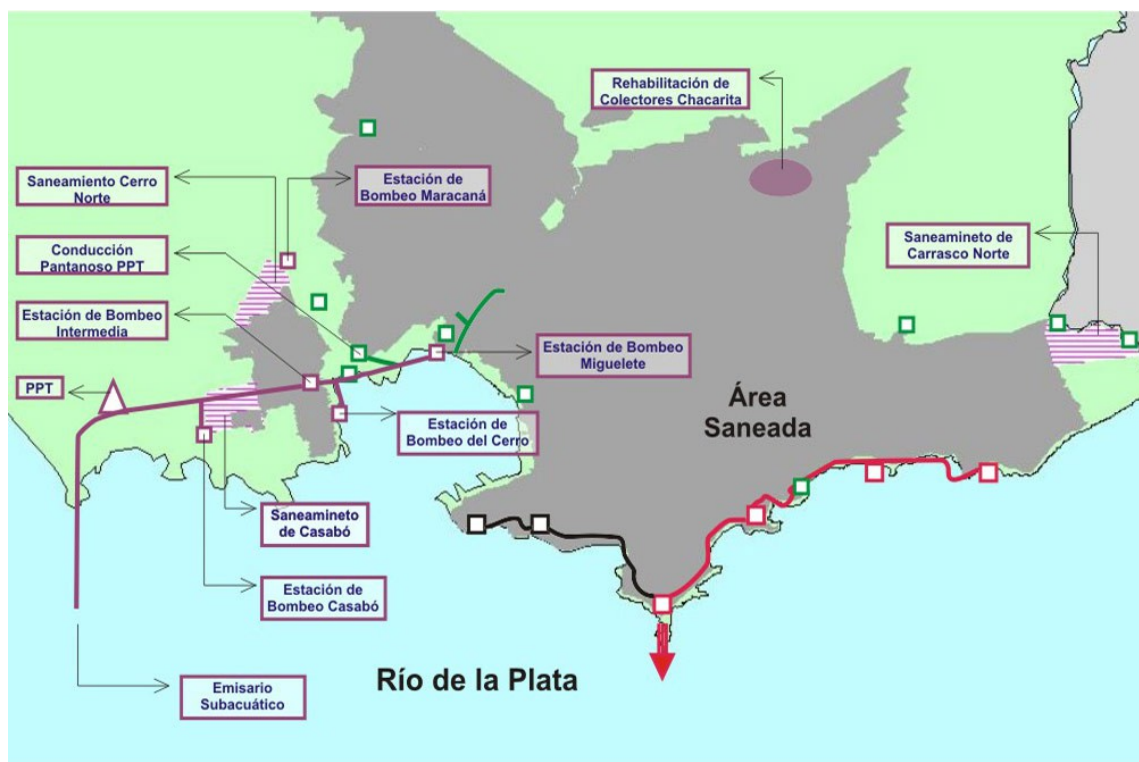 Rehabilitación de
Colectores Chacarita
Saneamiento Cerro
Norte
Estación de
Bombeo Maracaná
Conducción
Pantanoso PPT
Saneamineto de
Carrasco Norte
Estación de Bombeo
Intermedia
Estación de Bombeo
Miguelete
PPT
Área
Saneada
Estación de
Bombeo del Cerro
Saneamineto
de Casabó
Estación de
Bombeo Casabó
Río de la Plata
Emisario
Subacuático